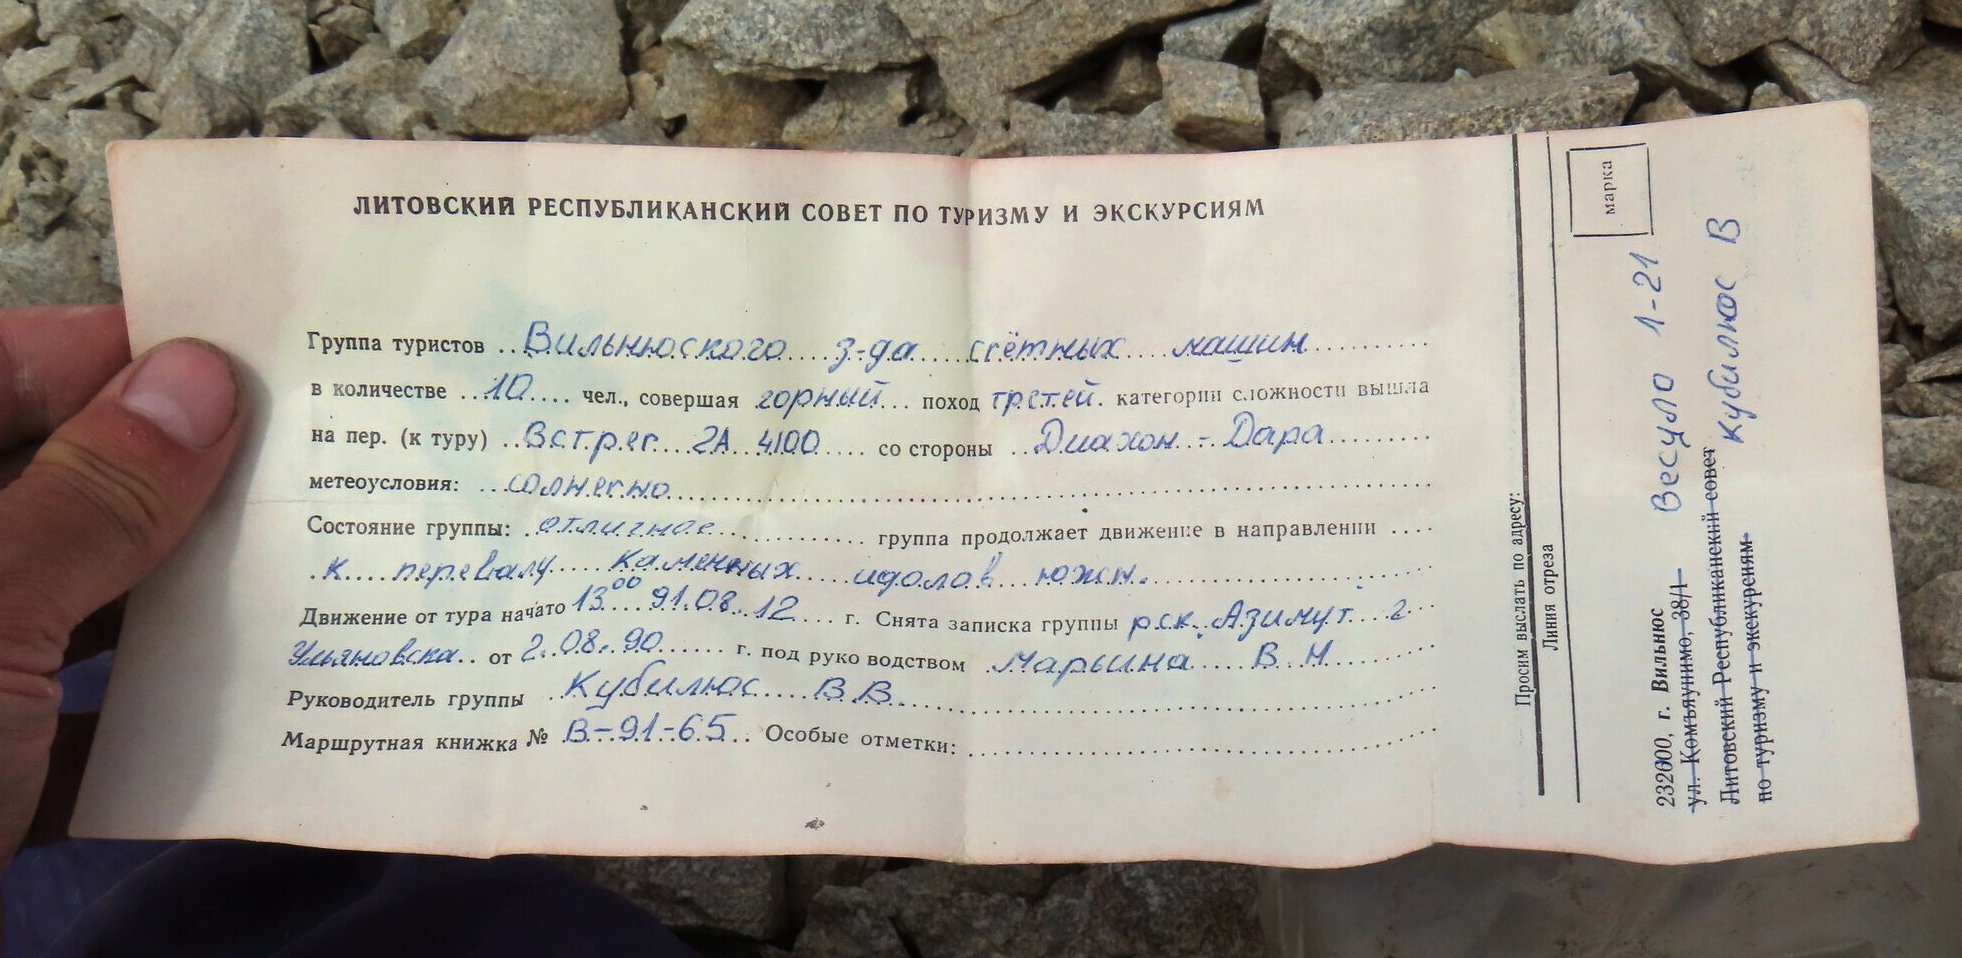 ЛИТОВСКИЙ РЕСПУБЛИКАНСКИЙ СОВЕТ ПО ТУРИЗМУ И ЭКСКУРСИЯМ
Группа туристов Вильнюсского з-да счётных машин
в количестве 10 чел., совершая горный поход третей категории сложности вышла
на пер. (к туру) Встреч 2А 4100 со стороны Диахон-Дара
метеоусловия: солнечно
Состояние группы: отличное группа продолжает движение в направлении
к перевалу Каменных идолов южн.
Движение от тура начато 13⁰⁰ 91.08.12 г. Снята записка группы рск. Азимут г
Ульяновска от 2.08.90 г. под руководством Марьина В Н
Руководитель группы Кубилюс В.В.
Маршрутная книжка № В-91-65 Особые отметки:
Просим выслать по адресу:
Линия отреза
марка
232000, г. Вильнюс Весуло 1-21
ул. Комъяунимо, 38/1
Литовский Республиканский совет Кубилюс В
по туризму и экскурсиям